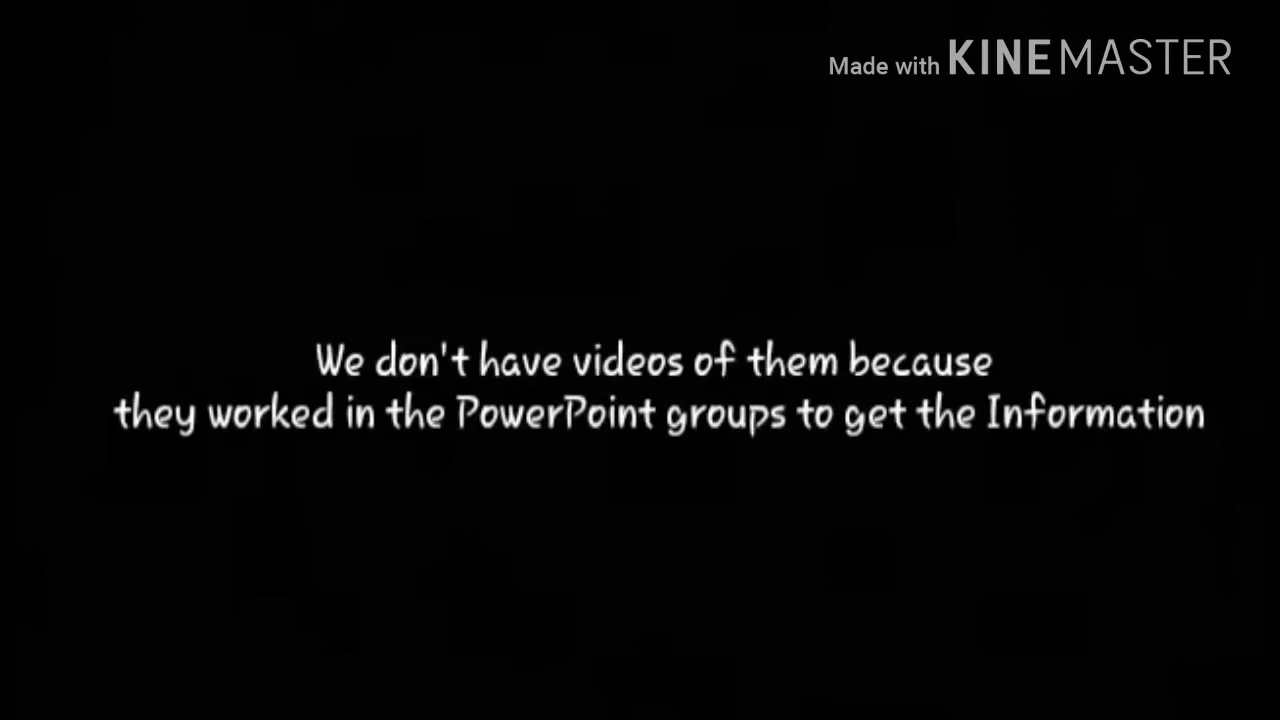 Made with KINEMASTER
We don't have videos of them because
they worked in the PowerPoint groups to get the Information